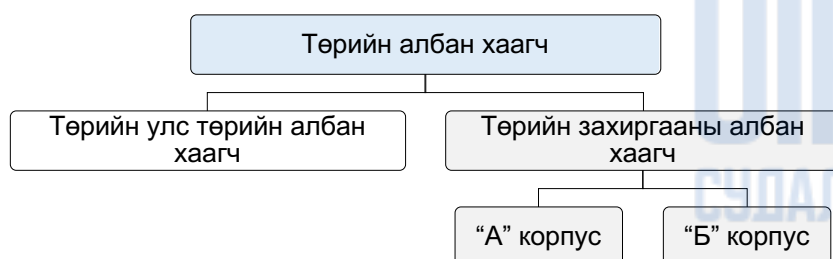 Төрийн албан хаагч
Төрийн улс төрийн албан
хаагч
Төрийн захиргааны албан
хаагч
“А” корпус
“Б” корпус